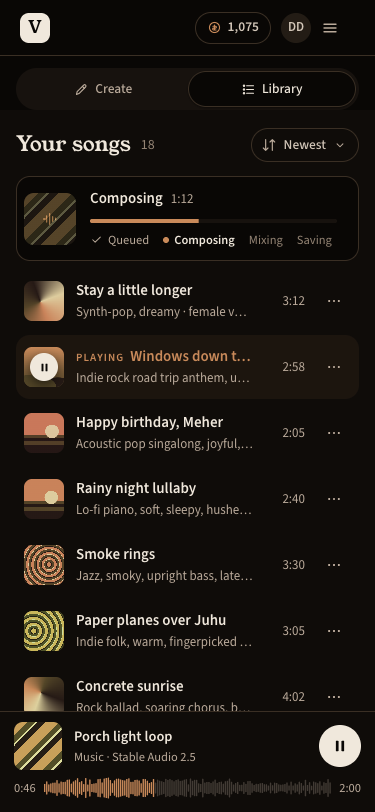 V
1,075
DD
Create
Library
Your songs 18
Newest
Composing 1:12
Queued
Composing
Mixing
Saving
Stay a little longer
Synth-pop, dreamy · female v…
3:12
PLAYING Windows down t…
Indie rock road trip anthem, u…
2:58
Happy birthday, Meher
Acoustic pop singalong, joyful,…
2:05
Rainy night lullaby
Lo-fi piano, soft, sleepy, hushe…
2:40
Smoke rings
Jazz, smoky, upright bass, late…
3:30
Paper planes over Juhu
Indie folk, warm, fingerpicked …
3:05
Concrete sunrise
Rock ballad, soaring chorus, b…
4:02
Porch light loop
Music · Stable Audio 2.5
0:46
2:00